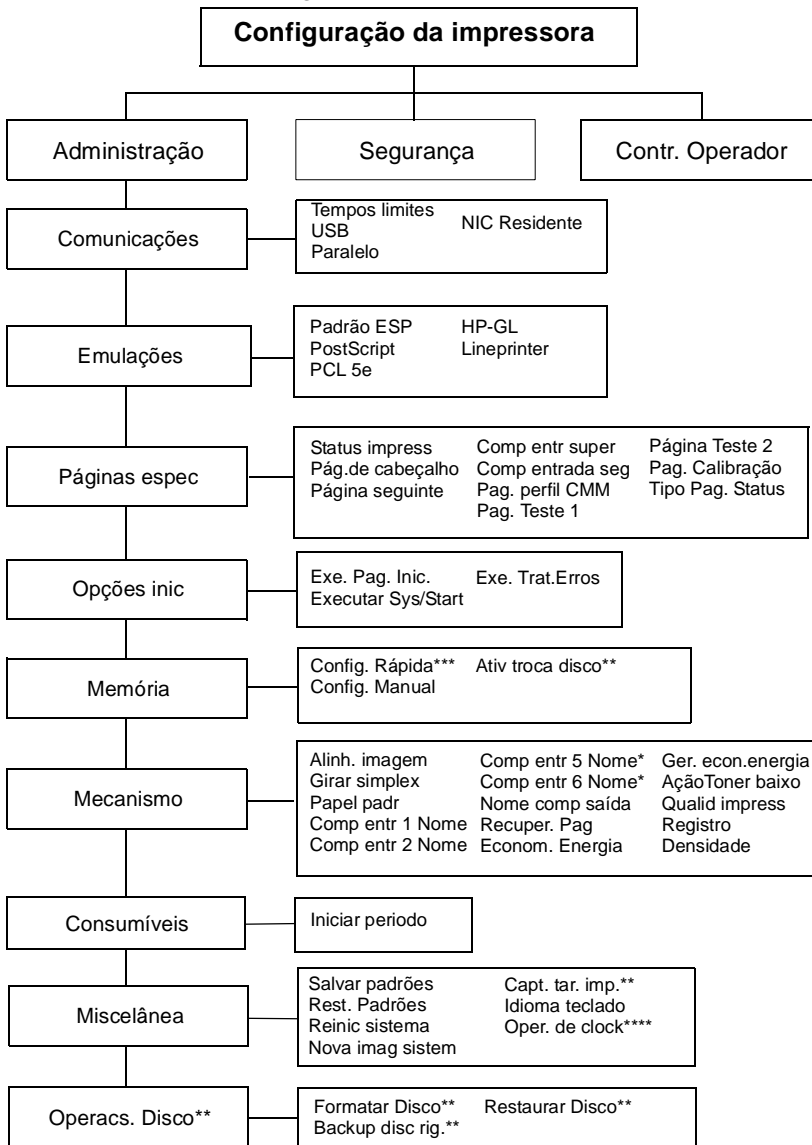 Configuração da impressora
Administração
Segurança
Contr. Operador
Comunicações
Tempos limites
USB
Paralelo
NIC Residente
Emulações
Padrão ESP
PostScript
PCL 5e
HP-GL
Lineprinter
Páginas espec
Status impress
Pág.de cabeçalho
Página seguinte
Comp entr super
Comp entrada seg
Pag. perfil CMM
Pag. Teste 1
Página Teste 2
Pag. Calibração
Tipo Pag. Status
Opções inic
Exe. Pag. Inic.
Executar Sys/Start
Exe. Trat.Erros
Memória
Config. Rápida***
Config. Manual
Ativ troca disco**
Mecanismo
Alinh. imagem
Girar simplex
Papel padr
Comp entr 1 Nome
Comp entr 2 Nome
Comp entr 5 Nome*
Comp entr 6 Nome*
Nome comp saída
Recuper. Pag
Econom. Energia
Ger. econ.energia
AçãoToner baixo
Qualid impress
Registro
Densidade
Consumíveis
Iniciar periodo
Miscelânea
Salvar padrões
Rest. Padrões
Reinic sistema
Nova imag sistem
Capt. tar. imp.**
Idioma teclado
Oper. de clock****
Operacs. Disco**
Formatar Disco**
Backup disc rig.**
Restaurar Disco**